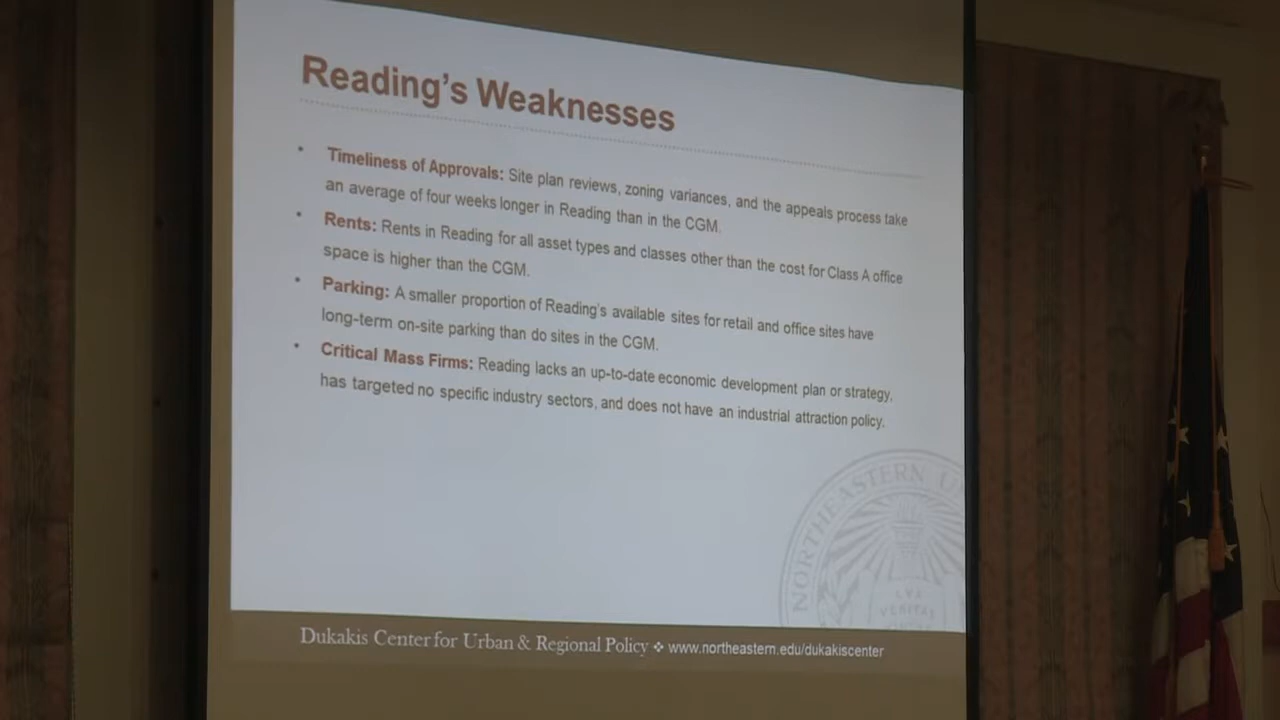 Reading's Weaknesses
• Timeliness of Approvals: Site plan reviews, zoning variances, and the appeals process take
an average of four weeks longer in Reading than in the CGM.
• Rents: Rents in Reading for all asset types and classes other than the cost for Class A office
space is higher than the CGM.
• Parking: A smaller proportion of Reading's available sites for retail and office sites have
long-term on-site parking than do sites in the CGM.
• Critical Mass Firms: Reading lacks an up-to-date economic development plan or strategy,
has targeted no specific industry sectors, and does not have an industrial attraction policy.
NORTHEASTERN U
LVX
VERITAS
Dukakis Center for Urban & Regional Policy ❖ www.northeastern.edu/dukakiscenter